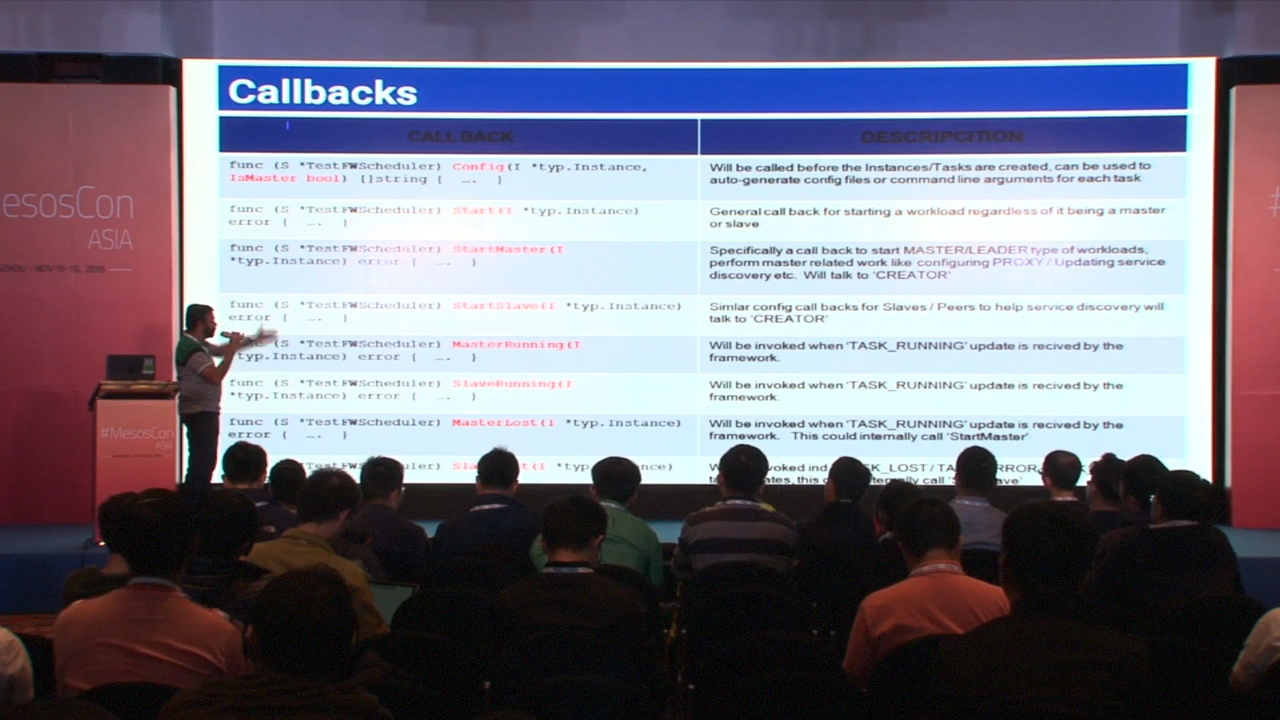 Callbacks
CALL BACK
DESCRIPCITION
func (S *TestFWScheduler) Config(I *typ.Instance,
IsMaster bool) []string { …. }
Will be called before the Instances/Tasks are created, can be used to
auto-generate config files or command line arguments for each task
func (S *TestFWScheduler) Start(I *typ.Instance)
error { …. }
General call back for starting a workload regardless of it being a master
or slave
func (S *TestFWScheduler) StartMaster(I
*typ.Instance) error { …. }
Specifically a call back to start MASTER/LEADER type of workloads,
perform master related work like configuring PROXY / Updating service
discovery etc. Will talk to 'CREATOR'
func (S *TestFWScheduler) StartSlave(I *typ.Instance)
error { …. }
Simlar config call backs for Slaves / Peers to help service discovery will
talk to 'CREATOR'
(S *TestFWScheduler) MasterRunning(I
*typ.Instance) error { …. }
Will be invoked when 'TASK_RUNNING' update is recived by the
framework.
func (S *TestFWScheduler) SlaveRunning(I
*typ.Instance) error { …. }
Will be invoked when 'TASK_RUNNING' update is recived by the
framework.
func (S *TestFWScheduler) MasterLost(I *typ.Instance)
error { …. }
Will be invoked when 'TASK_RUNNING' update is recived by the
framework. This could internally call 'StartMaster'
func (S *TestFWScheduler) *typ.Instance)
esosCon
ASIA
#MesosCon
ASIA